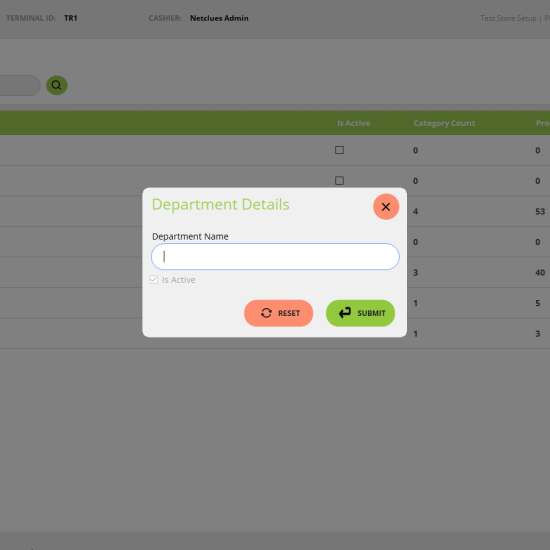 TERMINAL ID: TR1 CASHIER: Netclues Admin Test Store Setup |
Is Active Category Count
0 0
0 0
4 53
0 0
3 40
1 5
1 3
Department Details
Department Name
Is Active
RESET SUBMIT